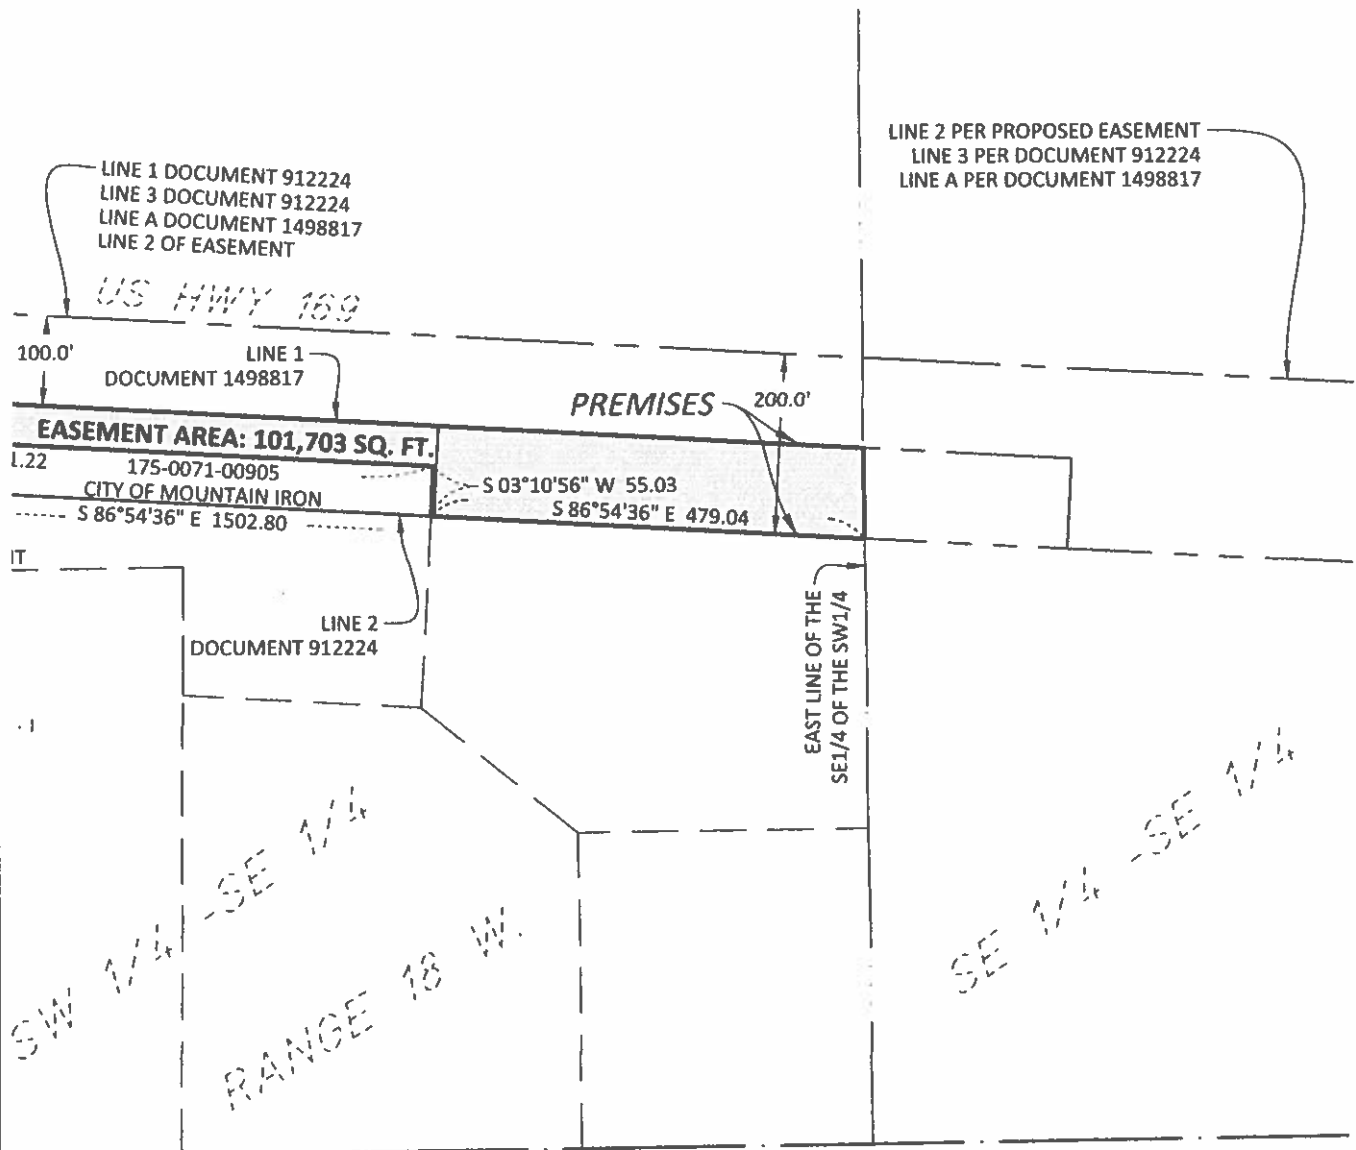 LINE 2 PER PROPOSED EASEMENT
LINE 3 PER DOCUMENT 912224
LINE A PER DOCUMENT 1498817
LINE 1 DOCUMENT 912224
LINE 3 DOCUMENT 912224
LINE A DOCUMENT 1498817
LINE 2 OF EASEMENT
US HWY 169
100.0'
LINE 1
DOCUMENT 1498817
PREMISES
200.0'
EASEMENT AREA: 101,703 SQ. FT.
1.22
175-0071-00905
CITY OF MOUNTAIN IRON
S 86°54'36" E 1502.80
S 03°10'56" W 55.03
S 86°54'36" E 479.04
IT
LINE 2
DOCUMENT 912224
EAST LINE OF THE
SE1/4 OF THE SW1/4
SW 1/4 -SE 1/4
RANGE 18 W.
SE 1/4 -SE 1/4